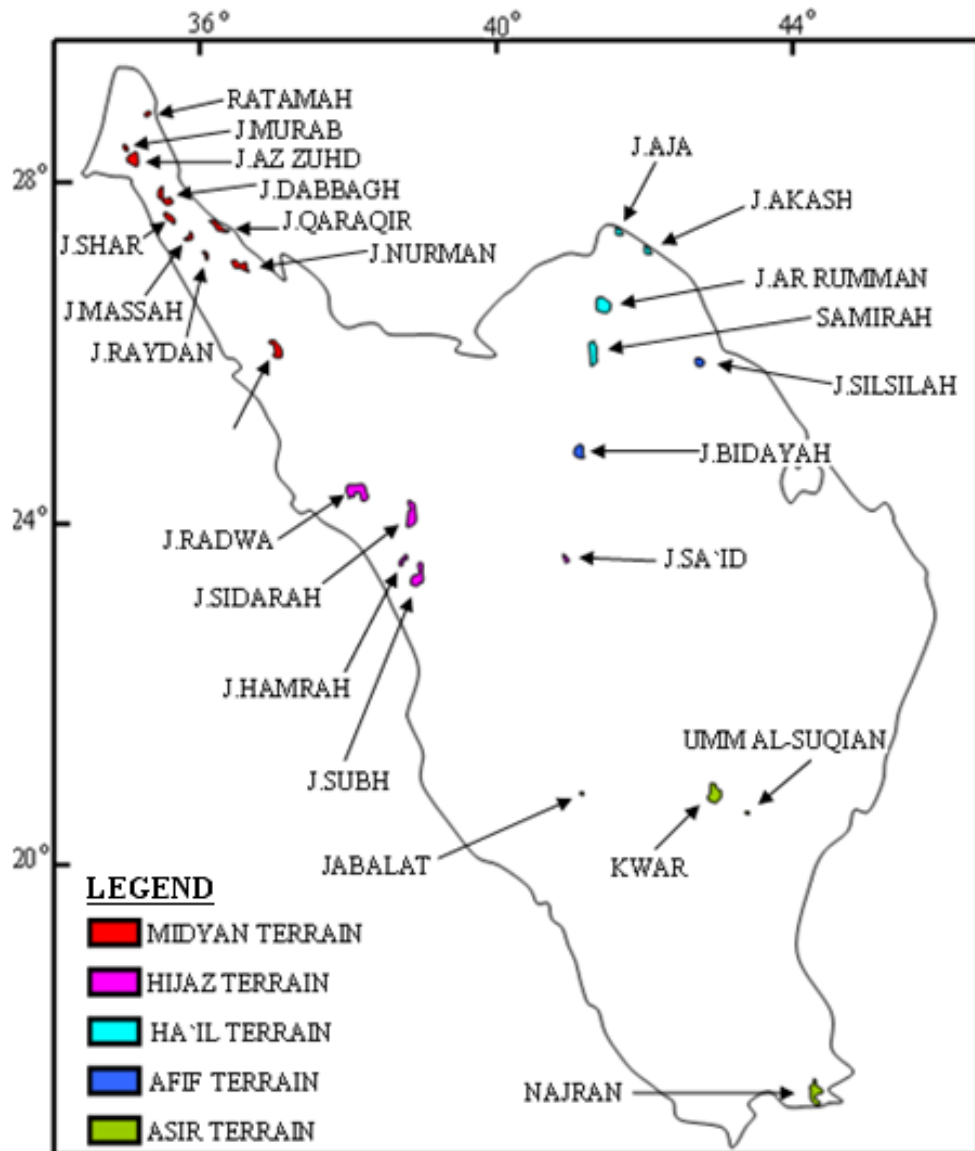 36° 40° 44°
RATAMAH
J.MURAB
J.AZ ZUHD
28°
J.DABBAGH
J.QARAQIR
J.SHAR
J.NURMAN
J.MASSAH
J.RAYDAN
J.AJA
J.AKASH
J.AR RUMMAN
SAMIRAH
J.SILSILAH
J.BIDAYAH
24°
J.RADWA
J.SIDARAH
J.SA`ID
J.HAMRAH
J.SUBH
UMM AL-SUQIAN
JABALAT
KWAR
20°
LEGEND
MIDYAN TERRAIN
HIJAZ TERRAIN
HA`IL TERRAIN
AFIF TERRAIN
ASIR TERRAIN
NAJRAN